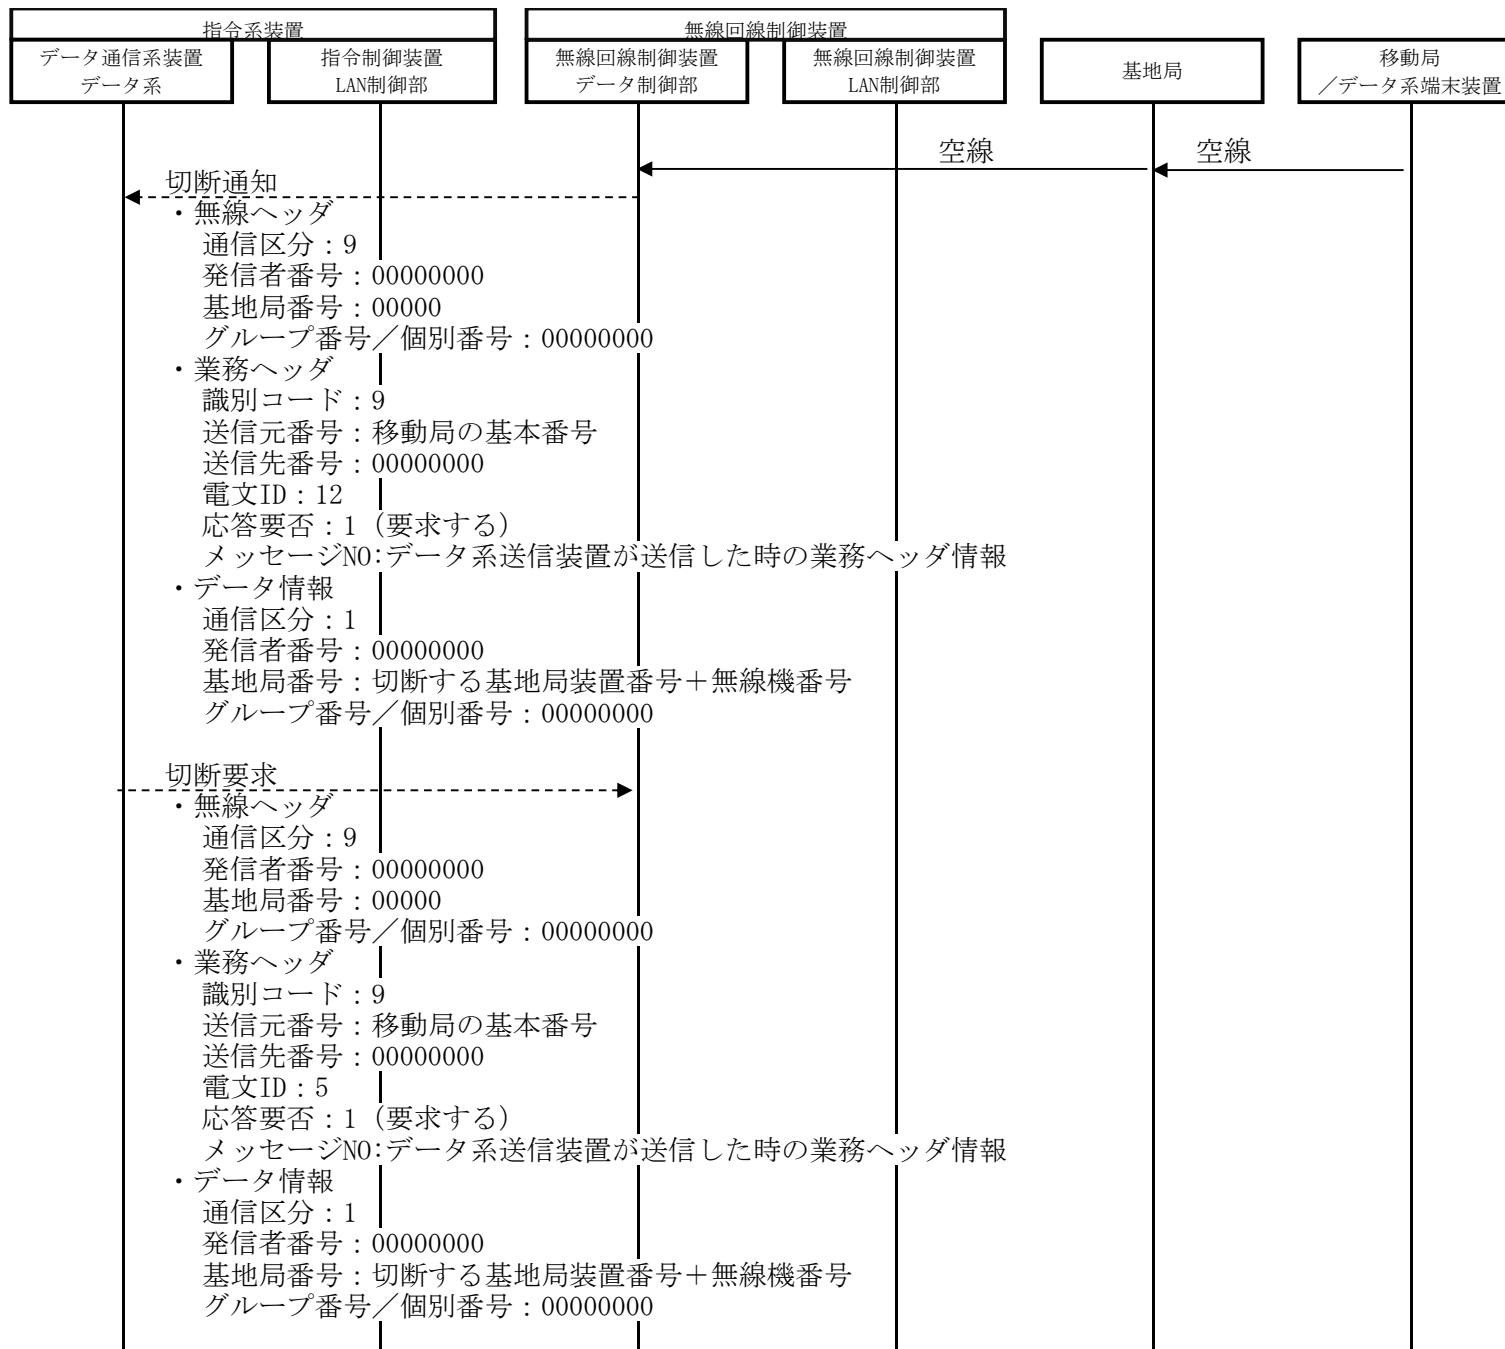 指令系装置
無線回線制御装置
データ通信系装置
データ系
指令制御装置
LAN制御部
無線回線制御装置
データ制御部
無線回線制御装置
LAN制御部
基地局
移動局
／データ系端末装置
空線
空線
切断通知
・無線ヘッダ
通信区分：9
発信者番号：00000000
基地局番号：00000
グループ番号／個別番号：00000000
・業務ヘッダ
識別コード：9
送信元番号：移動局の基本番号
送信先番号：00000000
電文ID：12
応答要否：1（要求する）
メッセージNO:データ系送信装置が送信した時の業務ヘッダ情報
・データ情報
通信区分：1
発信者番号：00000000
基地局番号：切断する基地局装置番号＋無線機番号
グループ番号／個別番号：00000000
切断要求
・無線ヘッダ
通信区分：9
発信者番号：00000000
基地局番号：00000
グループ番号／個別番号：00000000
・業務ヘッダ
識別コード：9
送信元番号：移動局の基本番号
送信先番号：00000000
電文ID：5
応答要否：1（要求する）
メッセージNO:データ系送信装置が送信した時の業務ヘッダ情報
・データ情報
通信区分：1
発信者番号：00000000
基地局番号：切断する基地局装置番号＋無線機番号
グループ番号／個別番号：00000000